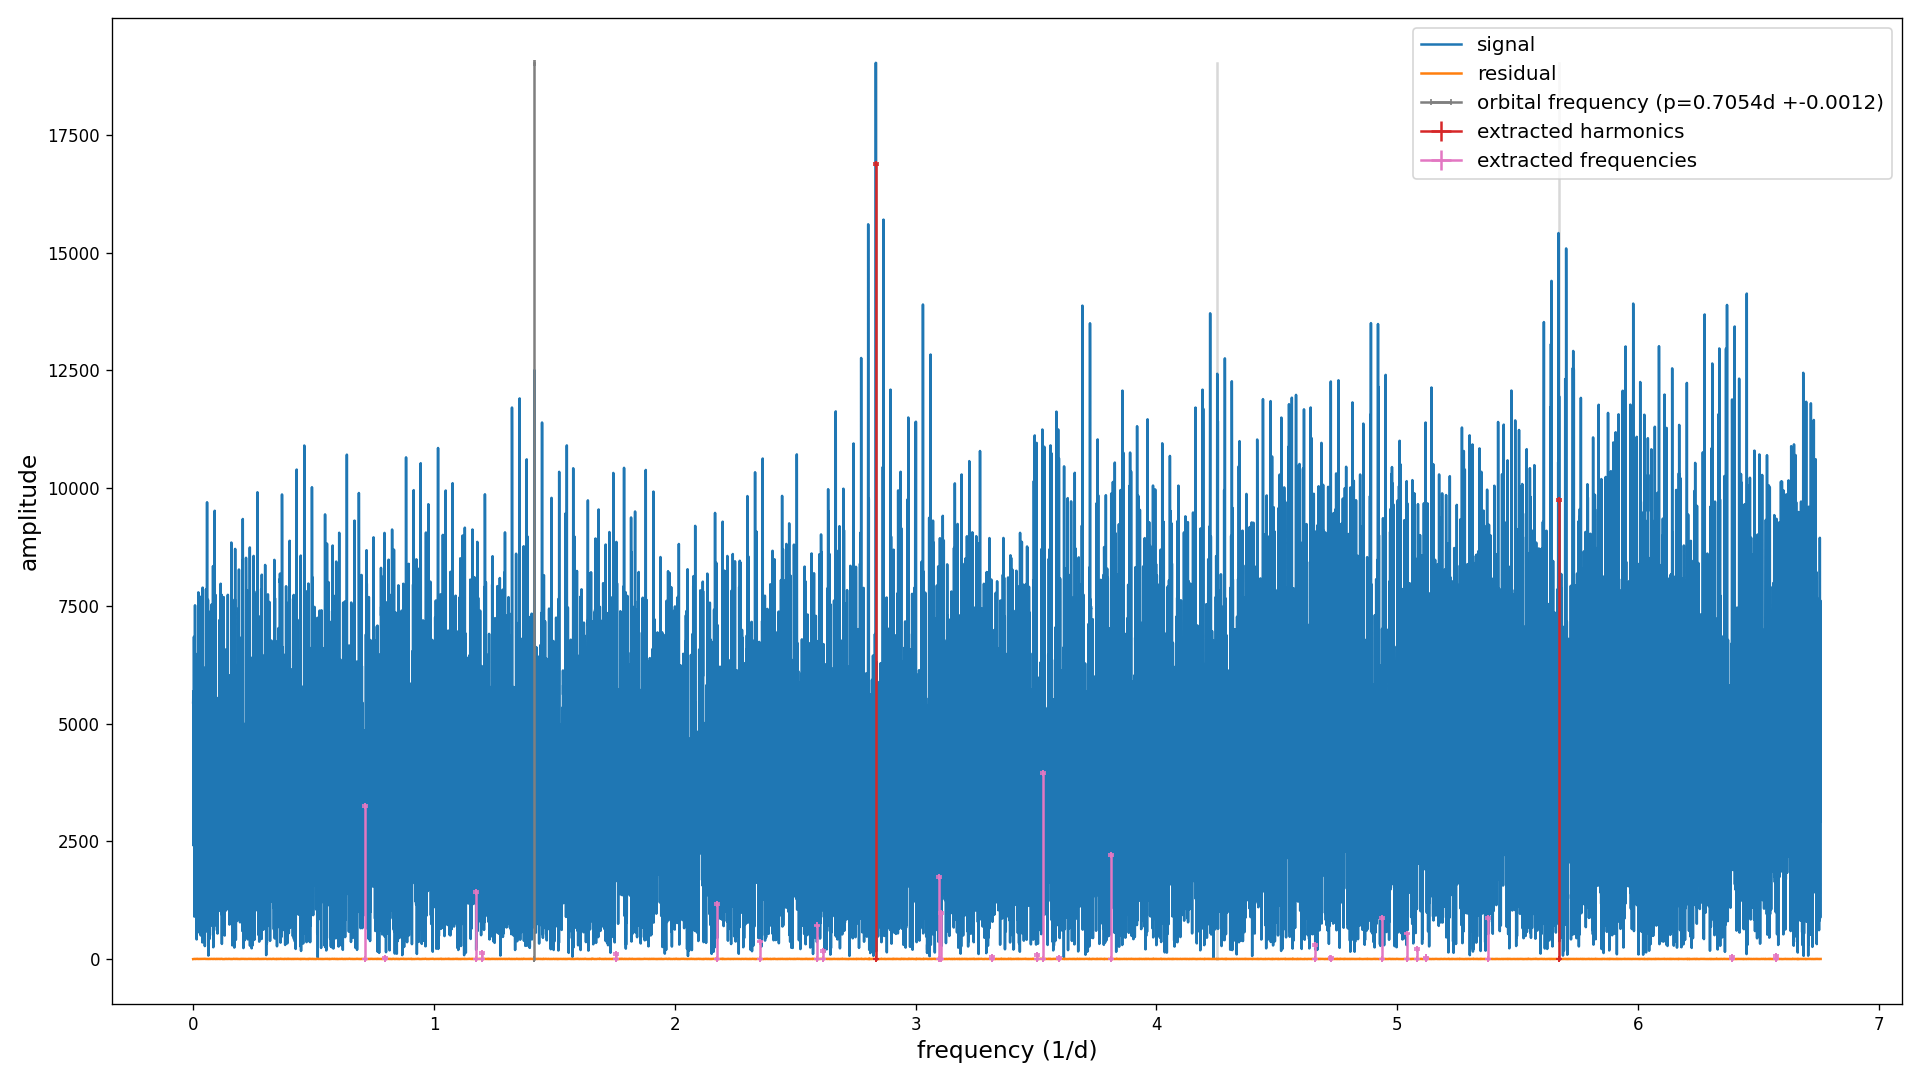 signal
residual
orbital frequency (p=0.7054d +-0.0012)
extracted harmonics
extracted frequencies
amplitude
17500
15000
12500
10000
7500
5000
2500
0
0 1 2 3 4 5 6 7
frequency (1/d)